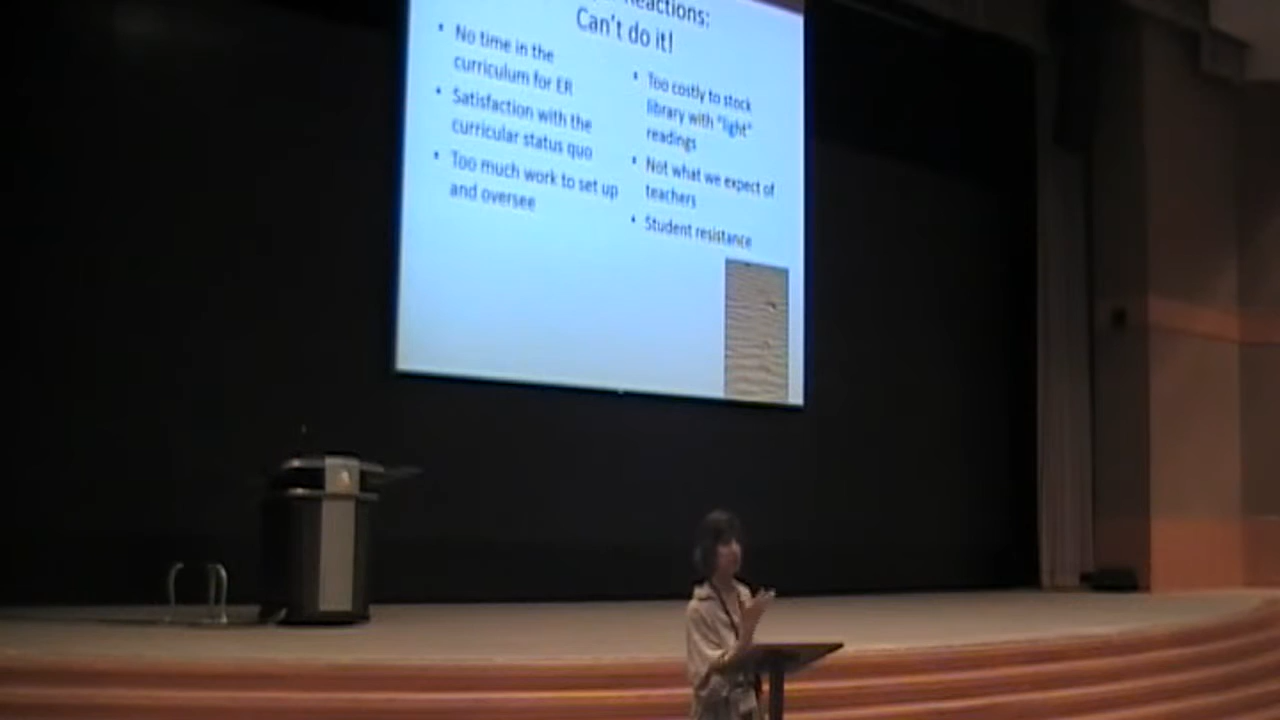 Reactions:
Can't do it!
• No time in the
curriculum for ER
• Satisfaction with the
curricular status quo
• Too much work to set up
and oversee
• Too costly to stock
library with "light"
readings
• Not what we expect of
teachers
• Student resistance